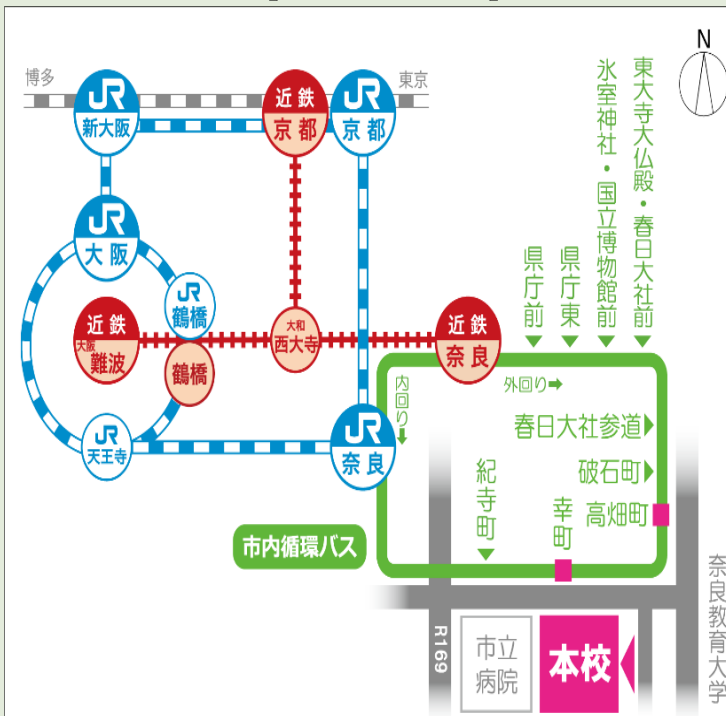 博多
東京
JR
新大阪
近鉄
京都
JR
京都
N
東大寺大仏殿・春日大社前
氷室神社・国立博物館前
県庁東
県庁前
JR
大阪
JR
鶴橋
近鉄
大阪
難波
鶴橋
大和
西大寺
近鉄
奈良
内回り
外回り➡
春日大社参道
破石町
高畑町
JR
天王寺
JR
奈良
紀寺町
幸町
市内循環バス
奈良教育大学
R169
市立
病院
本校